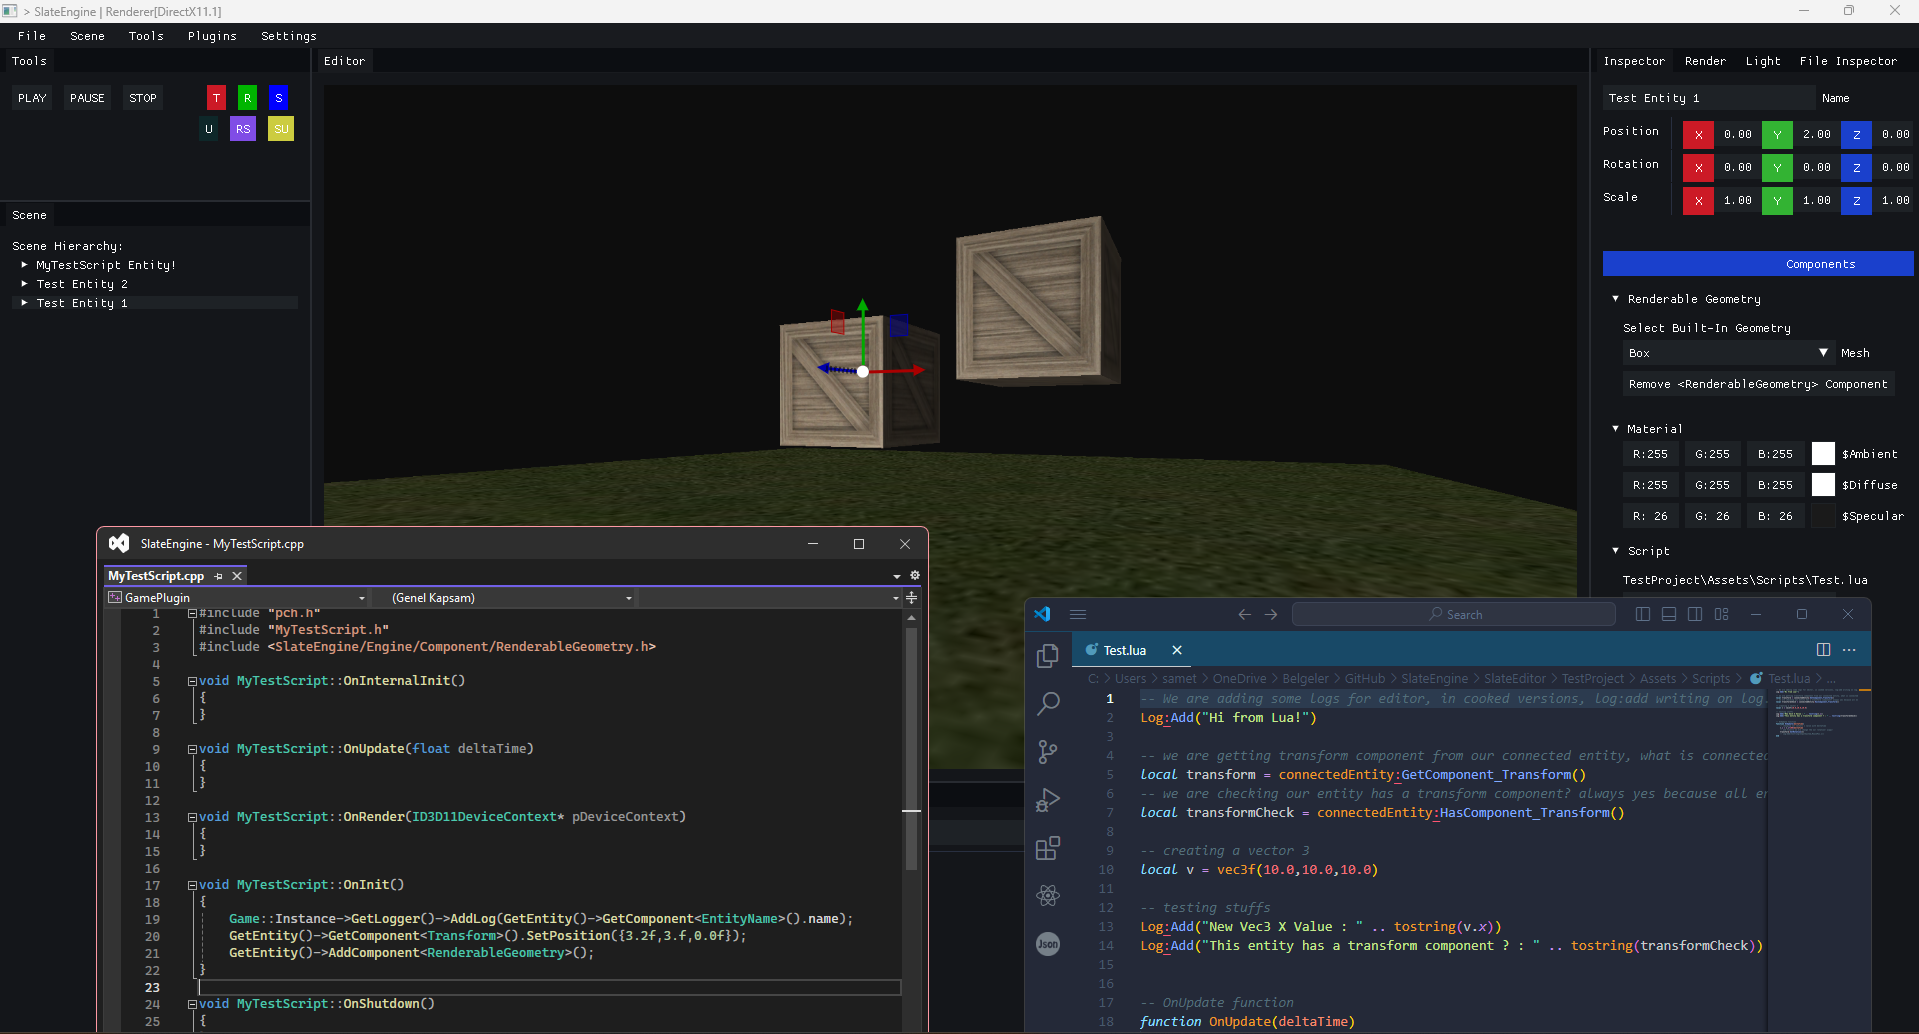 > SlateEngine | Renderer[DirectX11.1]
File Scene Tools Plugins Settings
Tools
PLAY PAUSE STOP T R S
U RS SU
Scene
Scene Hierarchy:
MyTestScript Entity!
Test Entity 2
Test Entity 1
Editor
Inspector Render Light File Inspector
Test Entity 1 Name
Position X 0.00 Y 2.00 Z 0.00
Rotation X 0.00 Y 0.00 Z 0.00
Scale X 1.00 Y 1.00 Z 1.00
Components
Renderable Geometry
Select Built-In Geometry
Box Mesh
Remove <RenderableGeometry> Component
Material
R:255 G:255 B:255 $Ambient
R:255 G:255 B:255 $Diffuse
R: 26 G: 26 B: 26 $Specular
Script
TestProject\Assets\Scripts\Test.lua
SlateEngine - MyTestScript.cpp
MyTestScript.cpp
GamePlugin (Genel Kapsam)
1 #include "pch.h"
2 #include "MyTestScript.h"
3 #include <SlateEngine/Engine/Component/RenderableGeometry.h>
4
5 void MyTestScript::OnInternalInit()
6 {
7 }
8
9 void MyTestScript::OnUpdate(float deltaTime)
10 {
11 }
12
13 void MyTestScript::OnRender(ID3D11DeviceContext* pDeviceContext)
14 {
15 }
16
17 void MyTestScript::OnInit()
18 {
19 Game::Instance->GetLogger()->AddLog(GetEntity()->GetComponent<EntityName>().name);
20 GetEntity()->GetComponent<Transform>().SetPosition({3.2f,3.f,0.0f});
21 GetEntity()->AddComponent<RenderableGeometry>();
22 }
23
24 void MyTestScript::OnShutdown()
25 {
Search
Test.lua
C: > Users > samet > OneDrive > Belgeler > GitHub > SlateEngine > SlateEditor > TestProject > Assets > Scripts > Test.lua > ...
1 -- We are adding some logs for editor, in cooked versions, log:add writing on log.
2 Log:Add("Hi from Lua!")
3
4 -- we are getting transform component from our connected entity, what is connected
5 local transform = connectedEntity:GetComponent_Transform()
6 -- we are checking our entity has a transform component? always yes because all en
7 local transformCheck = connectedEntity:HasComponent_Transform()
8
9 -- creating a vector 3
10 local v = vec3f(10.0,10.0,10.0)
11
12 -- testing stuffs
13 Log:Add("New Vec3 X Value : " .. tostring(v.x))
14 Log:Add("This entity has a transform component ? : " .. tostring(transformCheck))
15
16
17 -- OnUpdate function
18 function OnUpdate(deltaTime)
Json